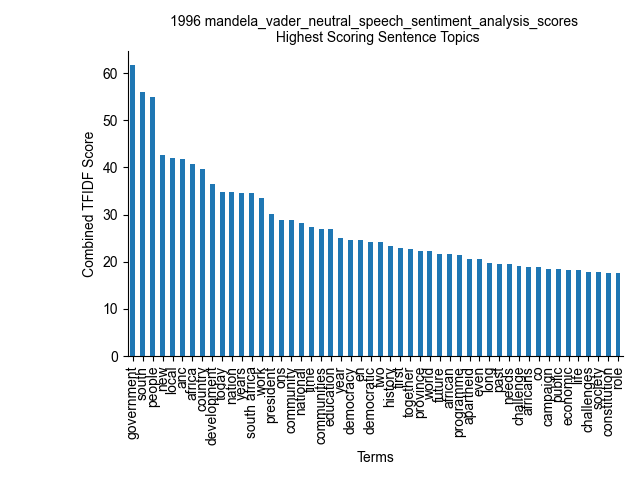 1996 mandela_vader_neutral_speech_sentiment_analysis_scores
Highest Scoring Sentence Topics
Combined TFIDF Score
60
50
40
30
20
10
0
government
south
people
new
local
anc
africa
country
development
today
nation
years
south africa
work
president
ons
community
national
time
communities
education
year
democracy
en
democratic
two
history
first
together
province
world
future
african
programme
apartheid
even
long
past
needs
challenge
africans
co
campaign
public
economic
life
challenges
society
constitution
role
Terms